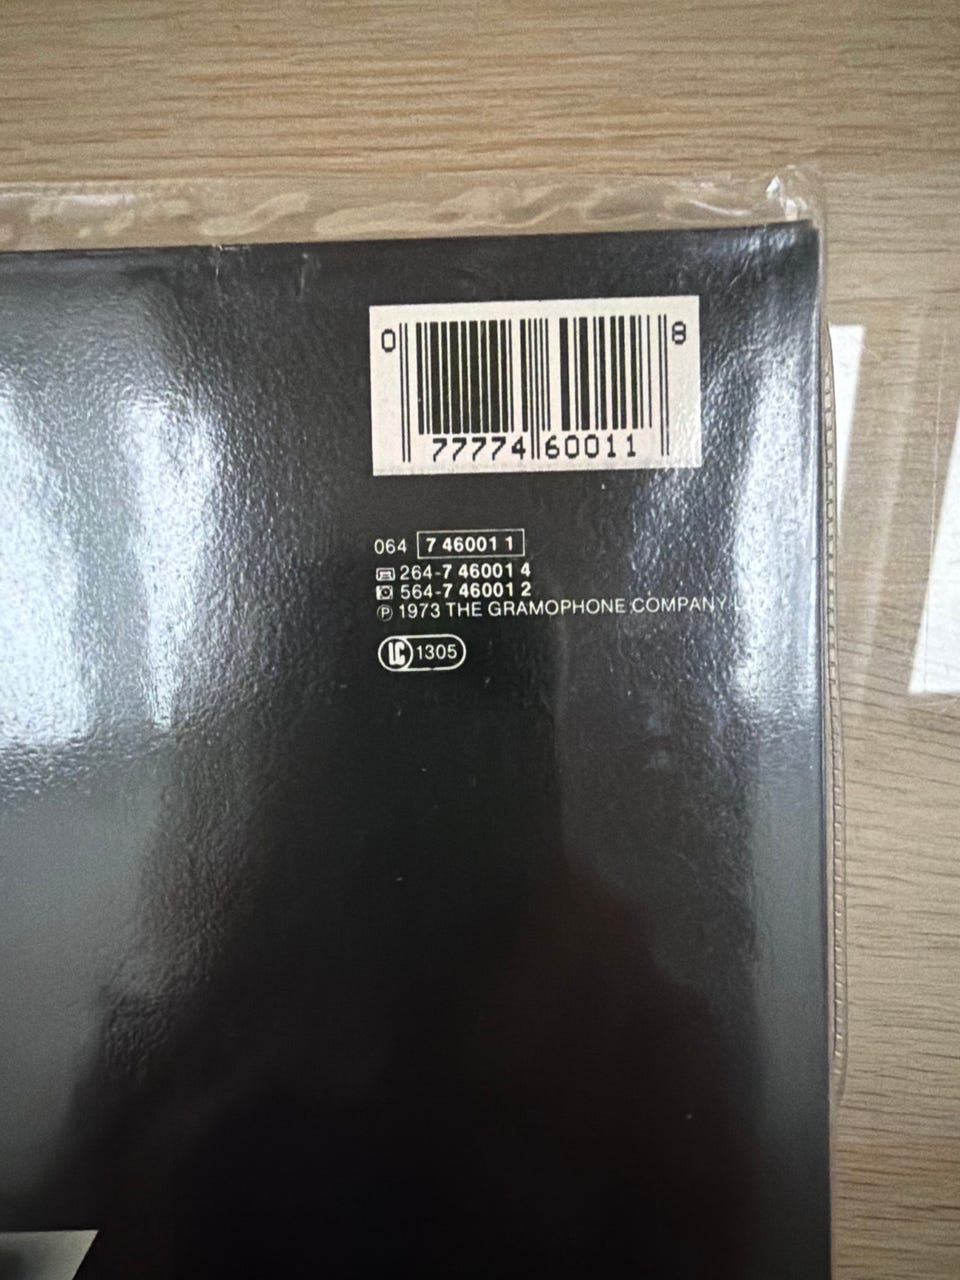 0 77774 60011 8
064 7 46001 1
264-7 46001 4
564-7 46001 2
Ⓟ 1973 THE GRAMOPHONE COMPANY
LC 1305